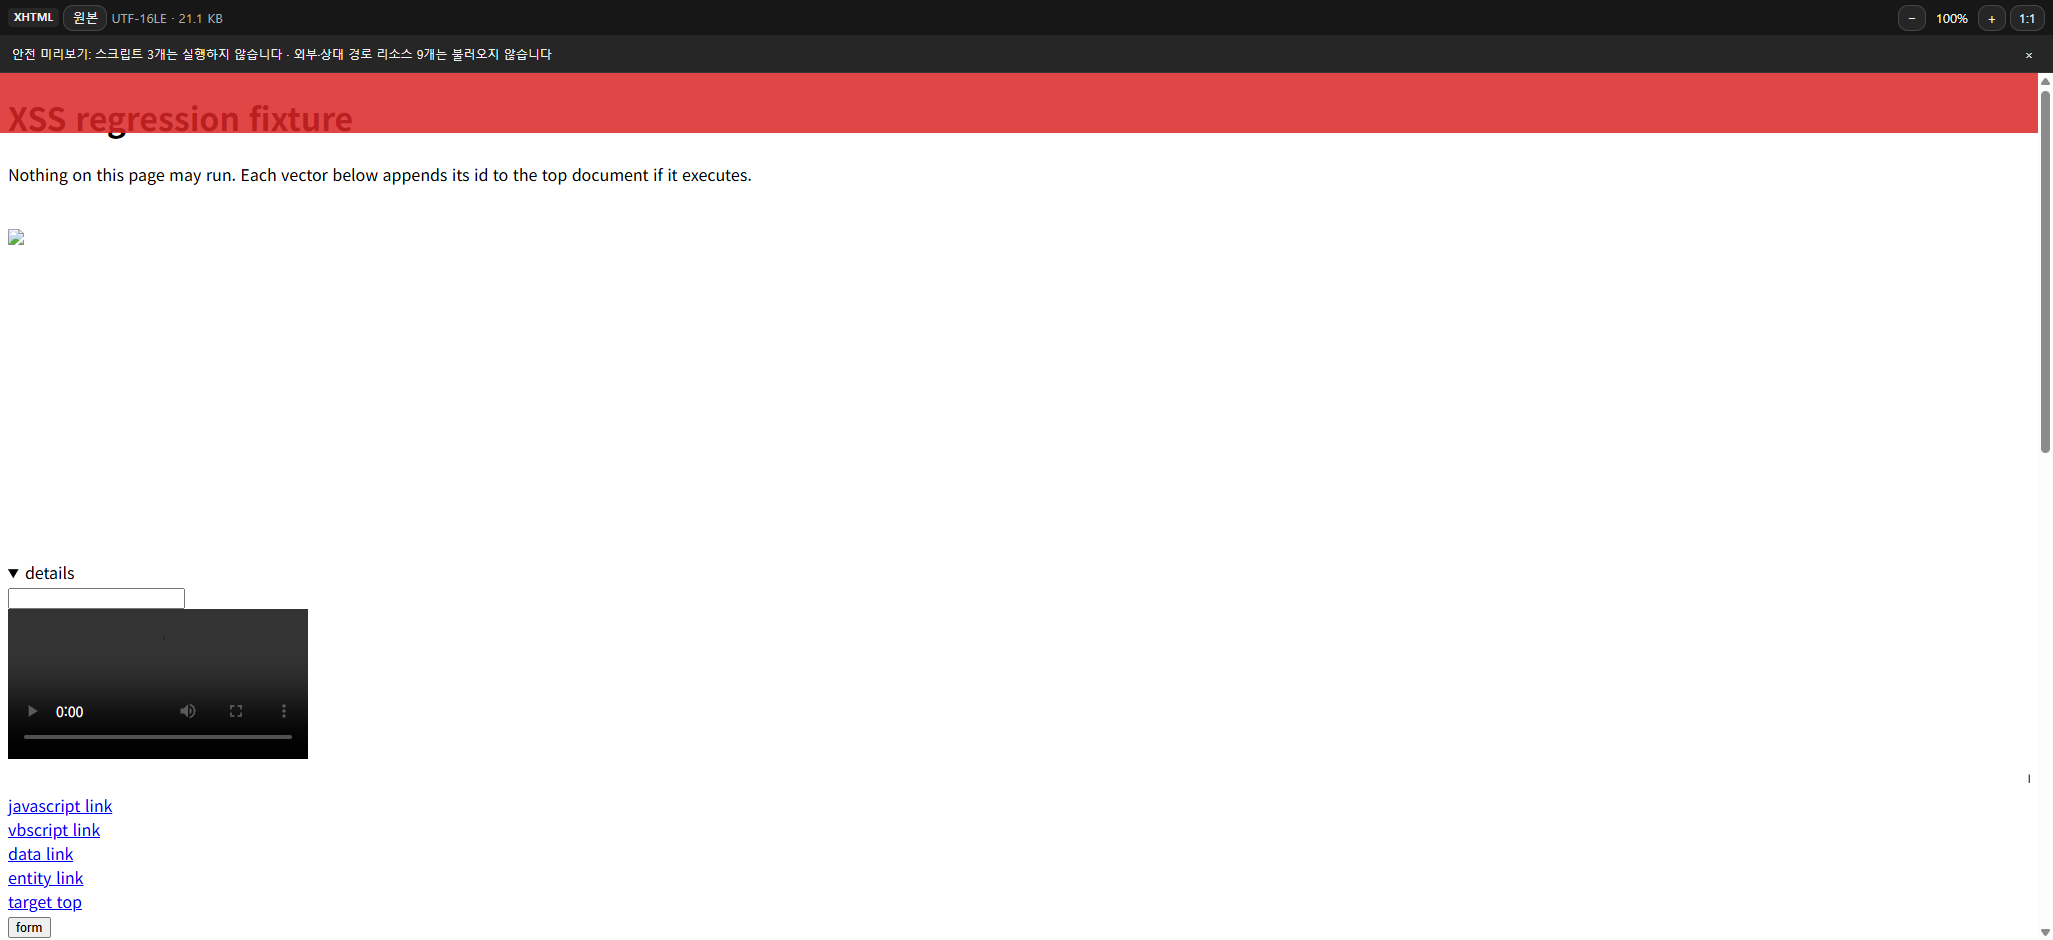 XHTML 원본 UTF-16LE · 21.1 KB − 100% + 1:1
안전 미리보기: 스크립트 3개는 실행하지 않습니다 · 외부·상대 경로 리소스 9개는 불러오지 않습니다 ×
XSS regression fixture
Nothing on this page may run. Each vector below appends its id to the top document if it executes.
details
0:00
javascript link
vbscript link
data link
entity link
target top
form